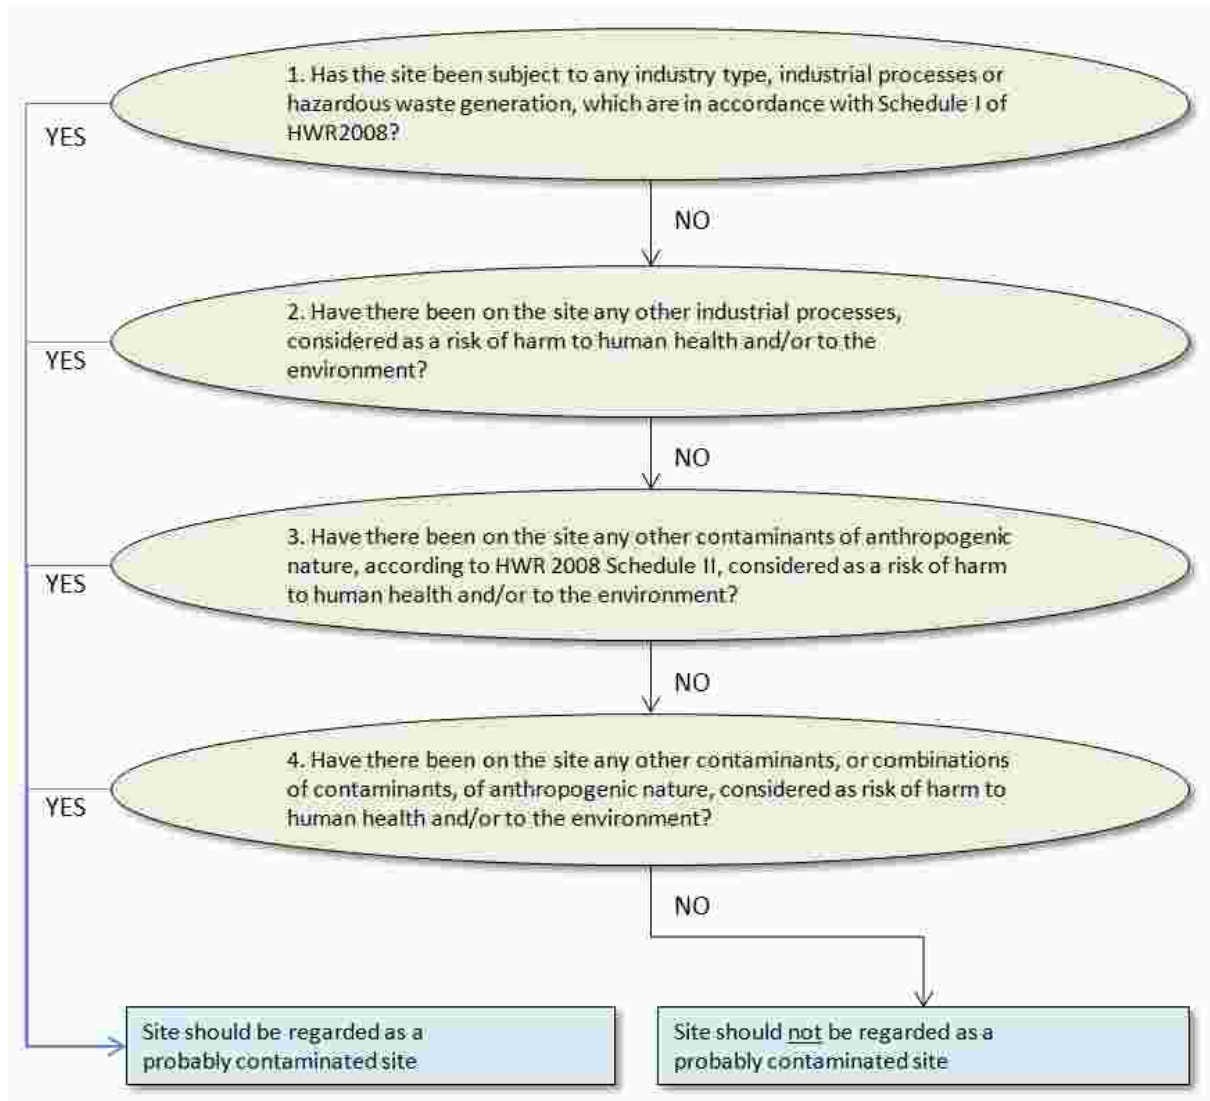 1. Has the site been subject to any industry type, industrial processes or
hazardous waste generation, which are in accordance with Schedule I of
HWR2008?
YES
NO
2. Have there been on the site any other industrial processes,
considered as a risk of harm to human health and/or to the
environment?
YES
NO
3. Have there been on the site any other contaminants of anthropogenic
nature, according to HWR 2008 Schedule II, considered as a risk of harm
to human health and/or to the environment?
YES
NO
4. Have there been on the site any other contaminants, or combinations
of contaminants, of anthropogenic nature, considered as risk of harm to
human health and/or to the environment?
YES
NO
Site should be regarded as a
probably contaminated site
Site should not be regarded as a
probably contaminated site